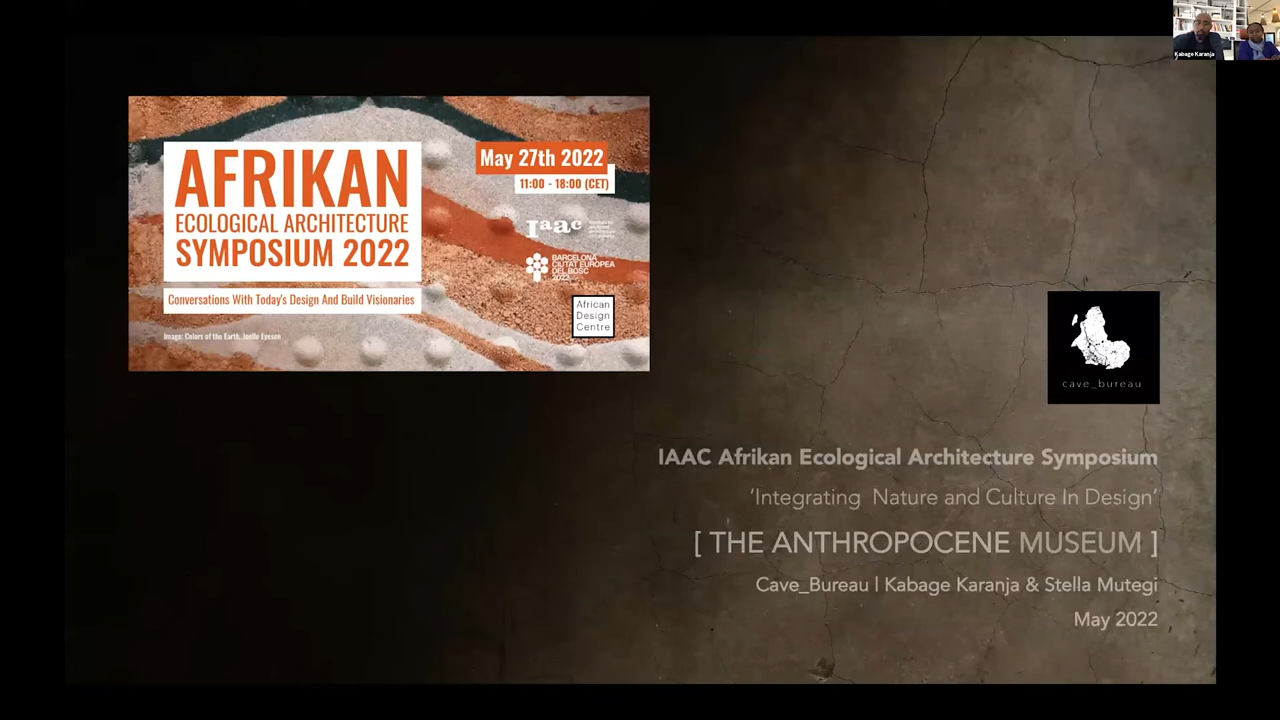 Kabage Karanja
AFRIKAN
ECOLOGICAL ARCHITECTURE
SYMPOSIUM 2022
Conversations With Today's Design And Build Visionaries
Image: Colors of the Earth, Joelle Eyeson
May 27th 2022
11:00 - 18:00 (CET)
Iaac
BARCELONA
CIUTAT EUROPEA
DEL BOSC
2022
African
Design
Centre
cave_bureau
IAAC Afrikan Ecological Architecture Symposium
'Integrating Nature and Culture In Design'
[ THE ANTHROPOCENE MUSEUM ]
Cave_Bureau | Kabage Karanja & Stella Mutegi
May 2022